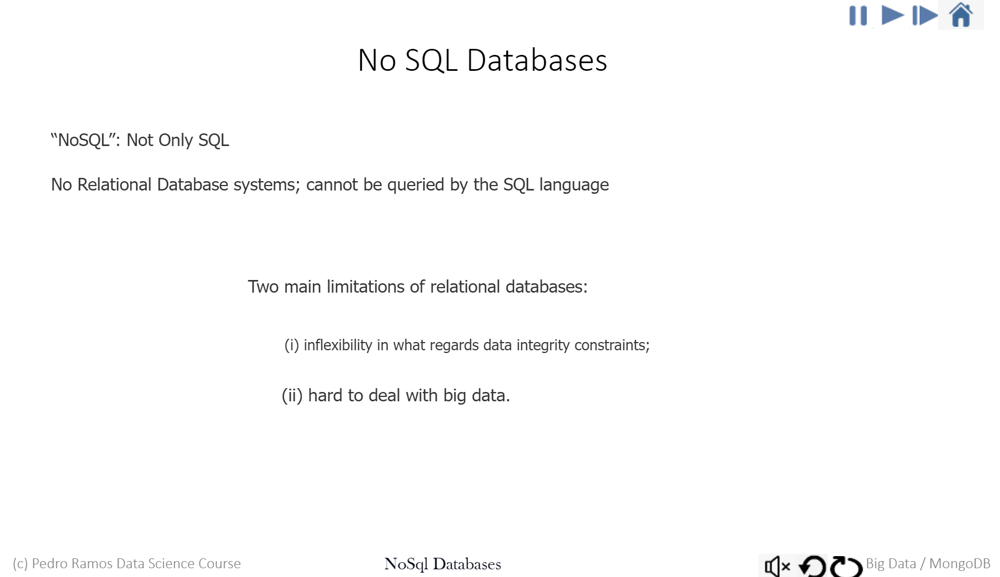 No SQL Databases
“NoSQL”: Not Only SQL
No Relational Database systems; cannot be queried by the SQL language
Two main limitations of relational databases:
(i) inflexibility in what regards data integrity constraints;
(ii) hard to deal with big data.
(c) Pedro Ramos Data Science Course
NoSql Databases
Big Data / MongoDB